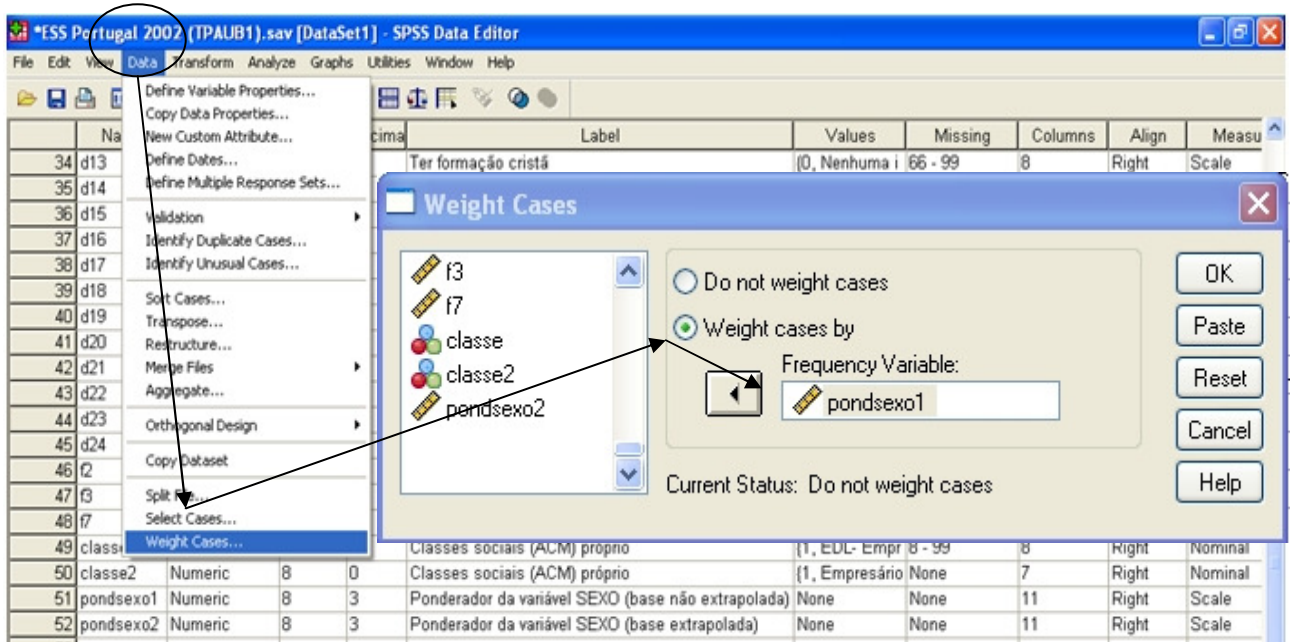 *ESS Portugal 2002 (TPAUB1).sav [DataSet1] - SPSS Data Editor
File Edit View Data Transform Analyze Graphs Utilities Window Help
Define Variable Properties...
Copy Data Properties...
New Custom Attribute...
Define Dates...
Define Multiple Response Sets...
Validation
Identify Duplicate Cases...
Identify Unusual Cases...
Sort Cases...
Transpose...
Restructure...
Merge Files
Aggregate...
Orthogonal Design
Copy Dataset
Split File...
Select Cases...
Weight Cases...
Na cima Label Values Missing Columns Align Measu
34 d13 Ter formação cristã {0, Nenhuma i 66 - 99 8 Right Scale
35 d14
36 d15
37 d16
38 d17
39 d18
40 d19
41 d20
42 d21
43 d22
44 d23
45 d24
46 f2
47 f3
48 f7
49 class Classes sociais (ACM) próprio {1, EDL- Empr 8 - 99 8 Right Nominal
50 classe2 Numeric 8 0 Classes sociais (ACM) próprio {1, Empresário None 7 Right Nominal
51 pondsexo1 Numeric 8 3 Ponderador da variável SEXO (base não extrapolada) None None 11 Right Scale
52 pondsexo2 Numeric 8 3 Ponderador da variável SEXO (base extrapolada) None None 11 Right Scale
Weight Cases
f3
f7
classe
classe2
pondsexo2
Do not weight cases
Weight cases by
Frequency Variable:
pondsexo1
Current Status: Do not weight cases
OK
Paste
Reset
Cancel
Help